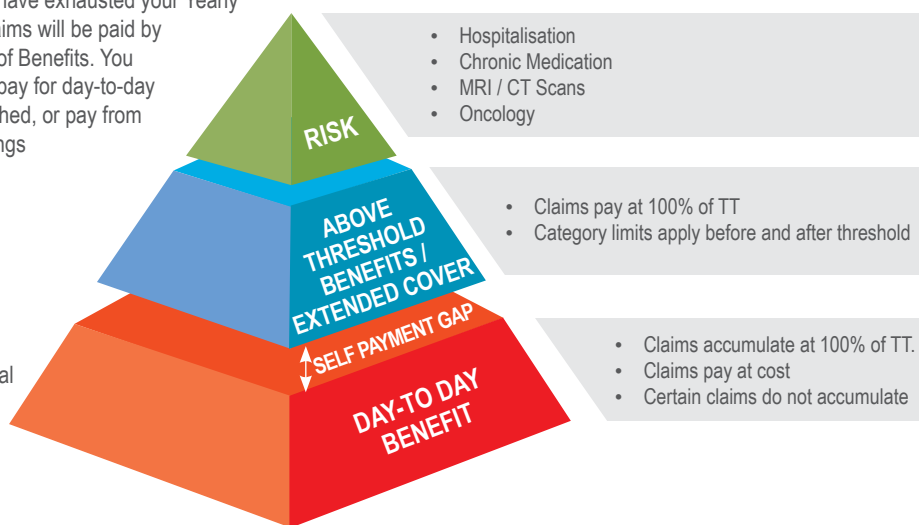 have exhausted your Yearly
aims will be paid by
of Benefits. You
pay for day-to-day
hed, or pay from
ngs
al
RISK
• Hospitalisation
• Chronic Medication
• MRI / CT Scans
• Oncology
ABOVE
THRESHOLD
BENEFITS /
EXTENDED COVER
• Claims pay at 100% of TT
• Category limits apply before and after threshold
SELF PAYMENT GAP
DAY-TO DAY
BENEFIT
• Claims accumulate at 100% of TT.
• Claims pay at cost
• Certain claims do not accumulate